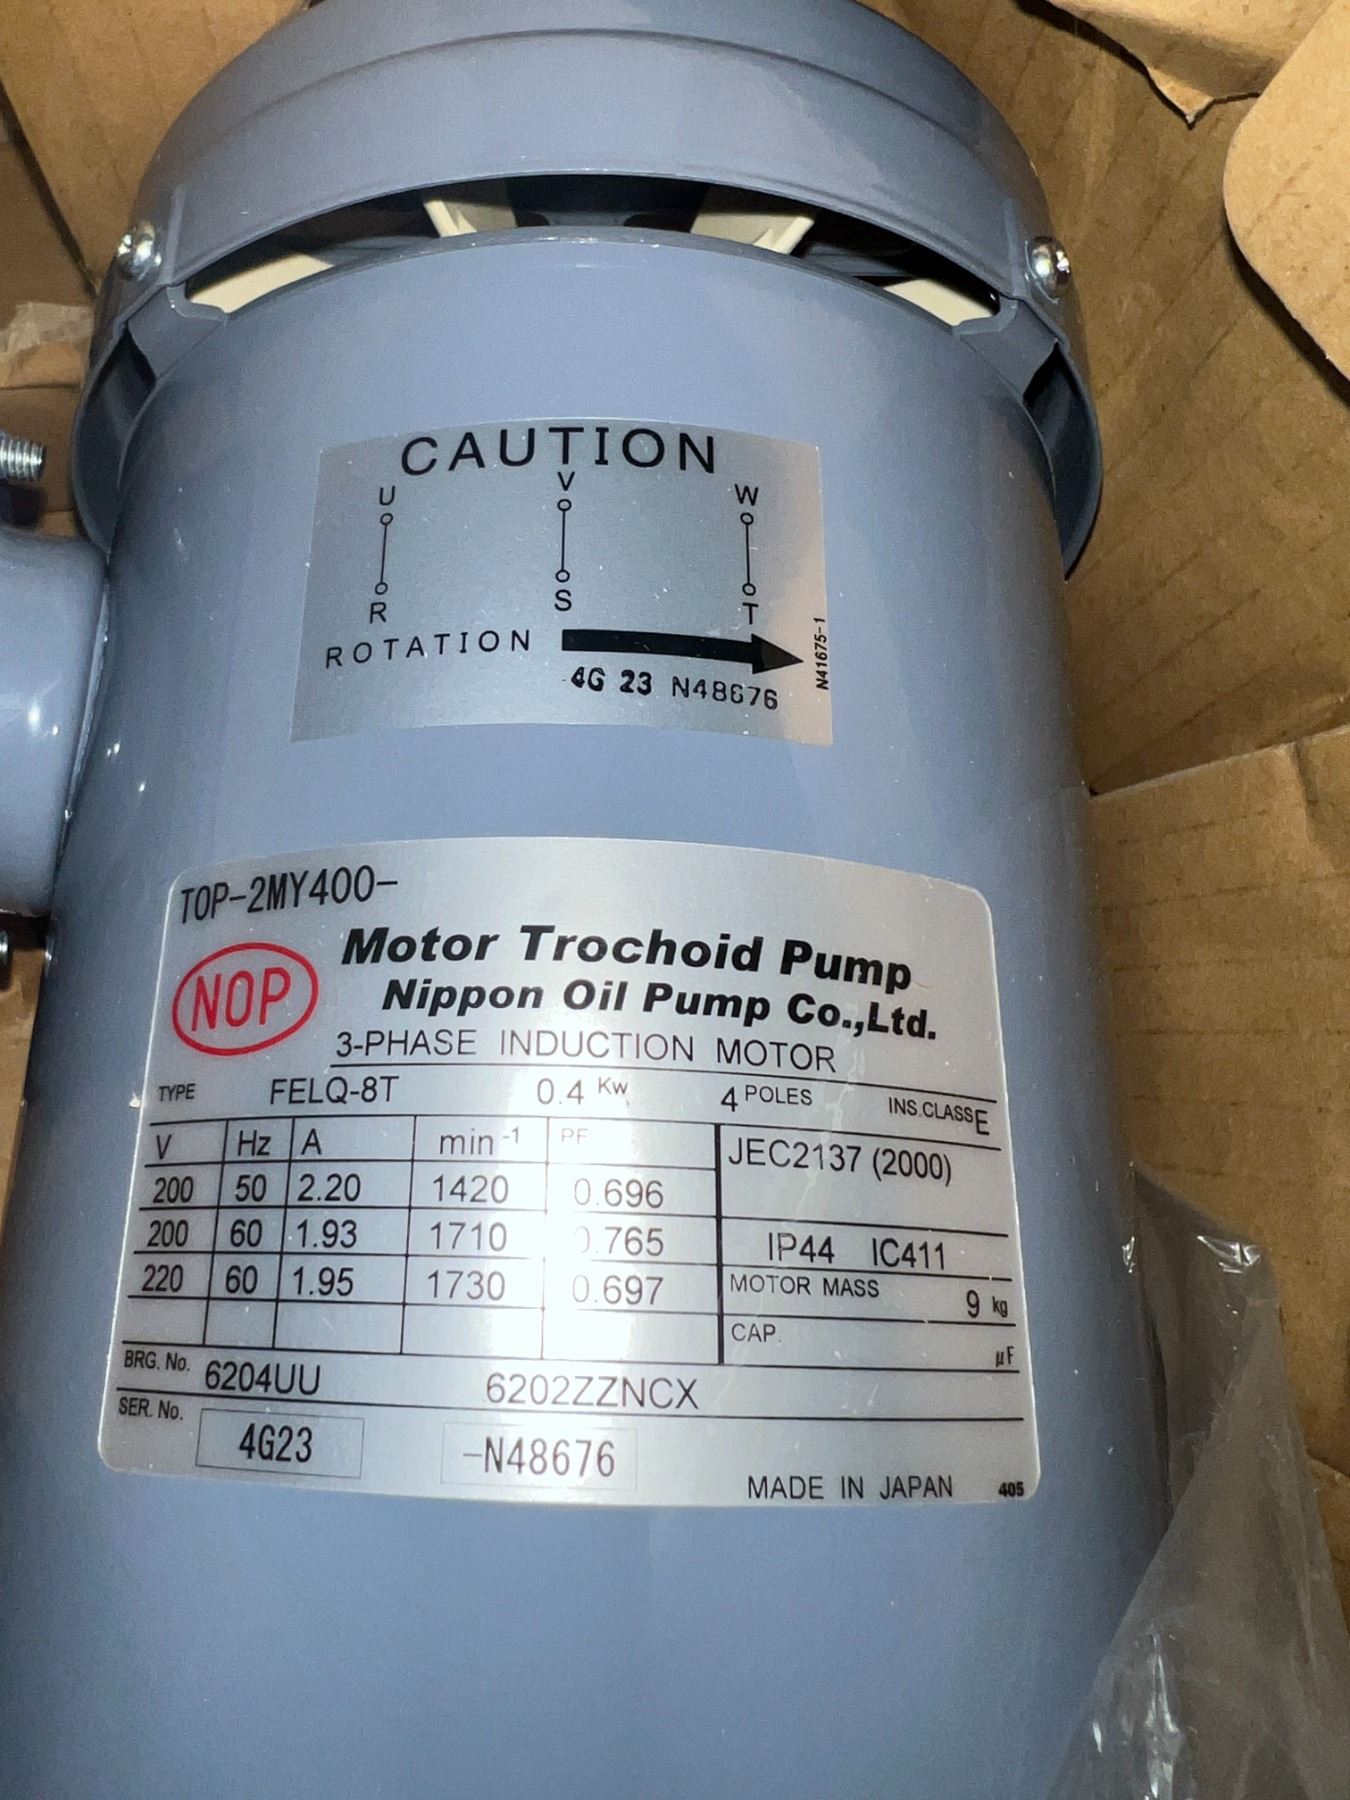 CAUTION
U V W
R S T
ROTATION
4G 23 N48676
N41675-1
TOP-2MY400-
NOP
Motor Trochoid Pump
Nippon Oil Pump Co.,Ltd.
3-PHASE INDUCTION MOTOR
TYPE FELQ-8T 0.4 Kw 4 POLES INS.CLASS E
V Hz A min⁻¹ PF
JEC2137 (2000)
200 50 2.20 1420 0.696
200 60 1.93 1710 0.765
IP44 IC411
220 60 1.95 1730 0.697
MOTOR MASS 9 kg
CAP. µF
BRG. No. 6204UU 6202ZZNCX
SER. No. 4G23 -N48676
MADE IN JAPAN 405